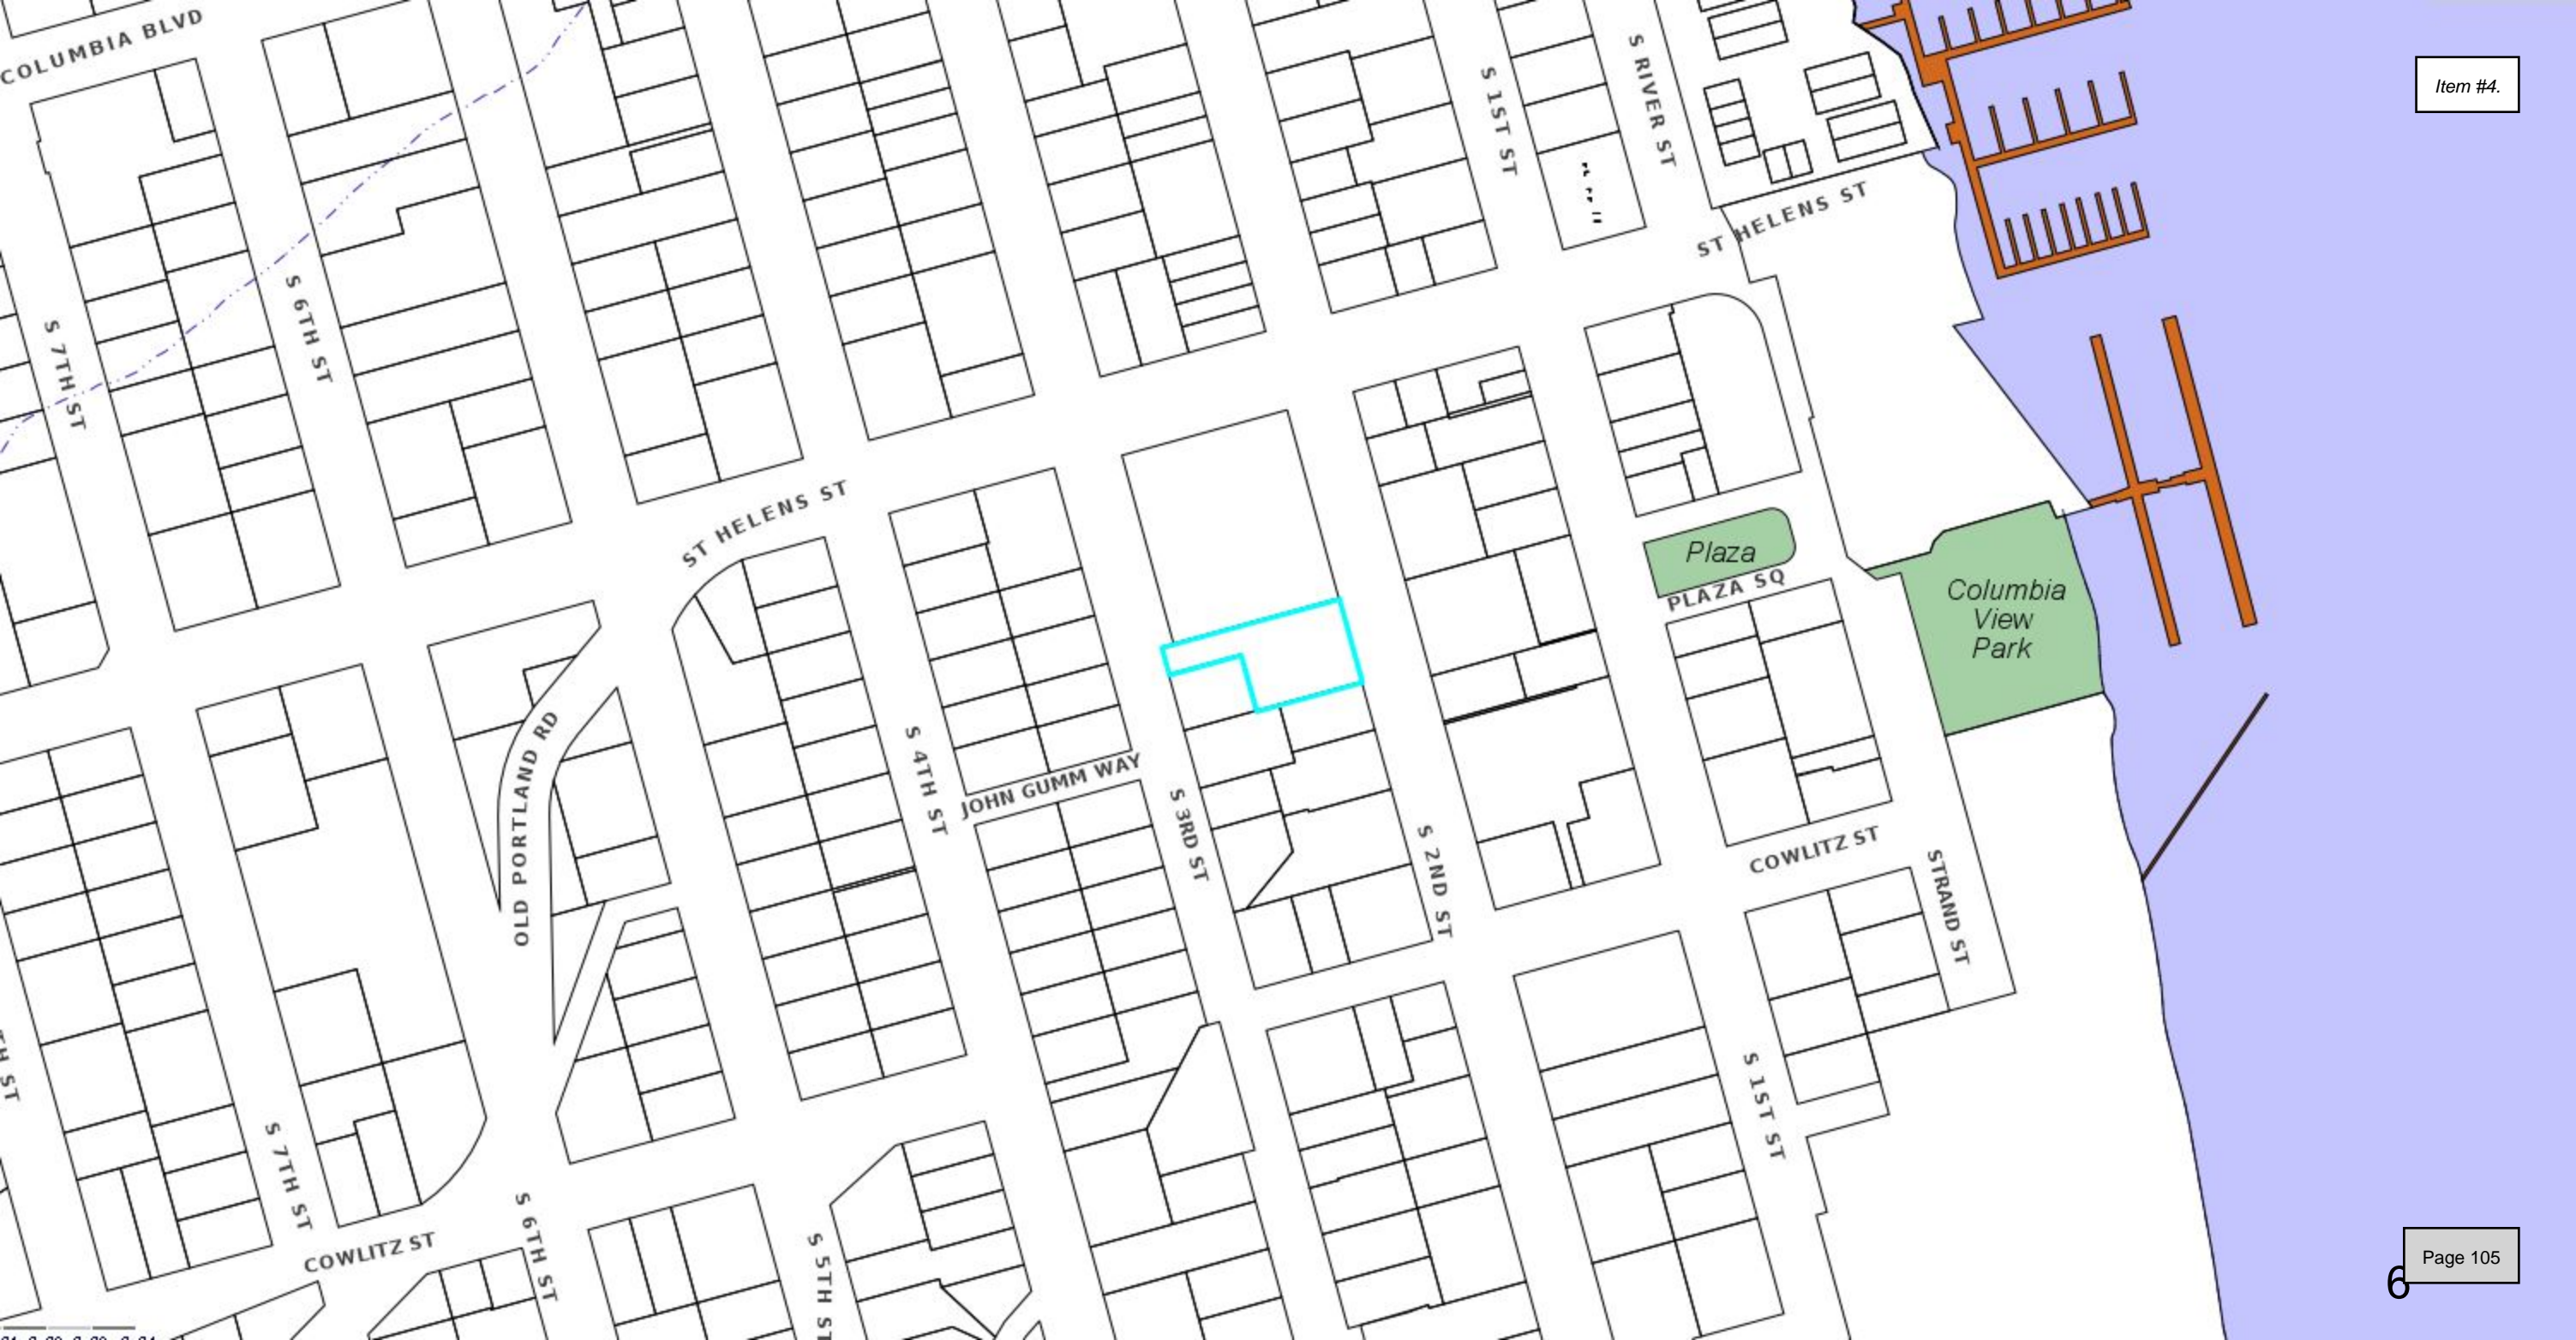 COLUMBIA BLVD
S RIVER ST
S 1ST ST
Item #4.
ST HELENS ST
S 6TH ST
S 7TH ST
ST HELENS ST
Plaza
PLAZA SQ
Columbia
View
Park
OLD PORTLAND RD
S 4TH ST
JOHN GUMM WAY
S 3RD ST
S 2ND ST
COWLITZ ST
STRAND ST
TH ST
S 1ST ST
S 7TH ST
S 6TH ST
COWLITZ ST
S 5TH ST
Page 105
6